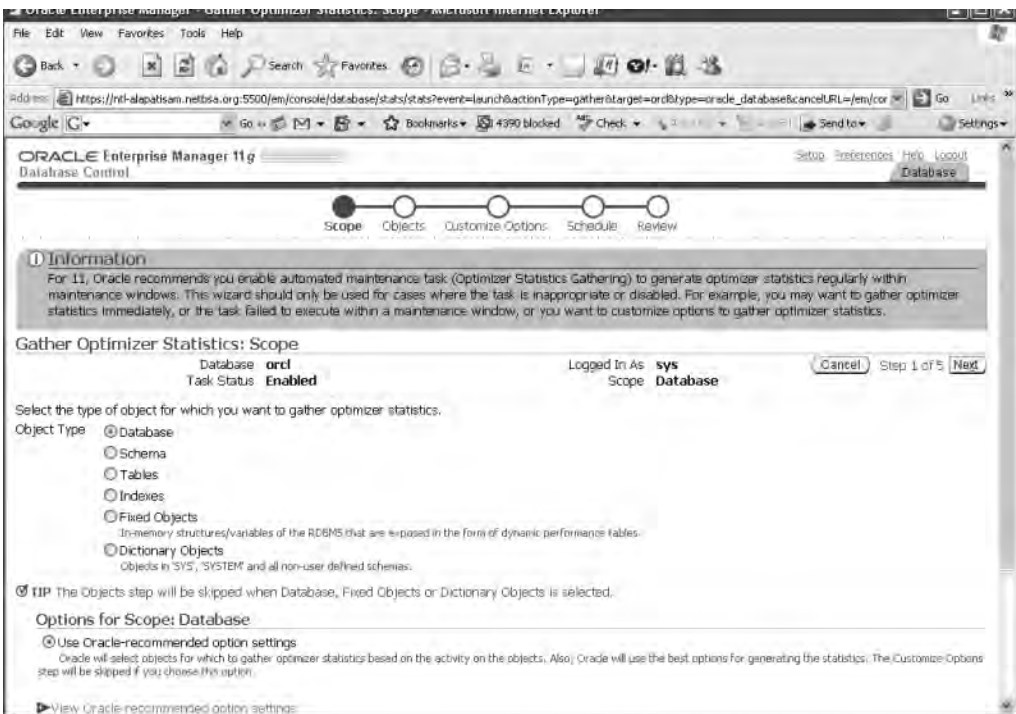 Oracle Enterprise Manager - Gather Optimizer Statistics: Scope - Microsoft Internet Explorer
File Edit View Favorites Tools Help
Back Search Favorites
Address https://ntl-alapatisam.netbsa.org:5500/em/console/database/stats/stats?event=launch&actionType=gather&target=orcl&type=oracle_database&cancelURL=/em/cor Go Links
Google G Go Bookmarks 4390 blocked Check Send to Settings
ORACLE Enterprise Manager 11g
Database Control
Setup Preferences Help Logout
Database
Scope Objects Customize Options Schedule Review
Information
For 11, Oracle recommends you enable automated maintenance task (Optimizer Statistics Gathering) to generate optimizer statistics regularly within
maintenance windows. This wizard should only be used for cases where the task is inappropriate or disabled. For example, you may want to gather optimizer
statistics immediately, or the task failed to execute within a maintenance window, or you want to customize options to gather optimizer statistics.
Gather Optimizer Statistics: Scope
Database orcl Logged In As sys Cancel Step 1 of 5 Next
Task Status Enabled Scope Database
Select the type of object for which you want to gather optimizer statistics.
Object Type Database
Schema
Tables
Indexes
Fixed Objects
In-memory structures/variables of the RDBMS that are exposed in the form of dynamic performance tables.
Dictionary Objects
Objects in 'SYS', 'SYSTEM' and all non-user defined schemas.
TIP The Objects step will be skipped when Database, Fixed Objects or Dictionary Objects is selected.
Options for Scope: Database
Use Oracle-recommended option settings
Oracle will select objects for which to gather optimizer statistics based on the activity on the objects. Also, Oracle will use the best options for generating the statistics. The Customize Options
step will be skipped if you choose this option.
View Oracle-recommended option settings